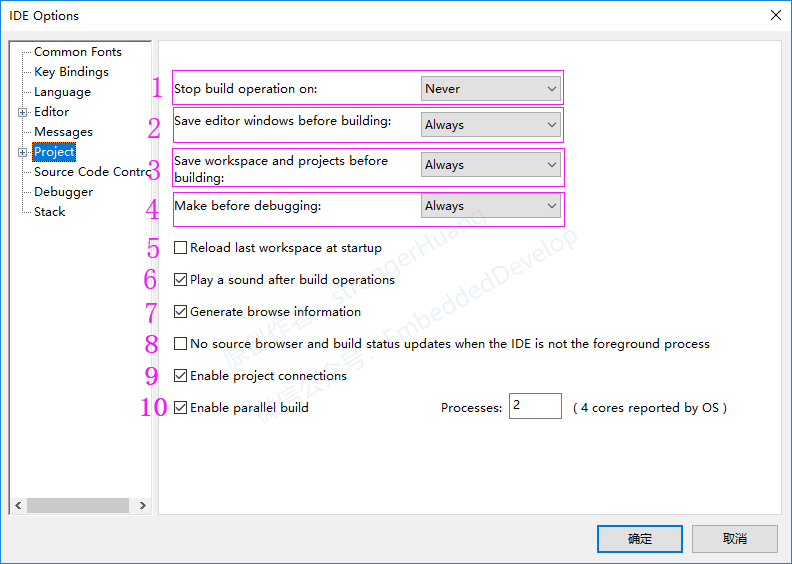 IDE Options
Common Fonts
Key Bindings
Language
Editor
Messages
Project
Source Code Contro
Debugger
Stack
1 Stop build operation on: Never
2 Save editor windows before building: Always
3 Save workspace and projects before
building: Always
4 Make before debugging: Always
5 Reload last workspace at startup
6 Play a sound after build operations
7 Generate browse information
8 No source browser and build status updates when the IDE is not the foreground process
9 Enable project connections
10 Enable parallel build Processes: 2 ( 4 cores reported by OS )
原创作者：strongerHuang
微信公众号：EmbeddedDevelop
确定 取消